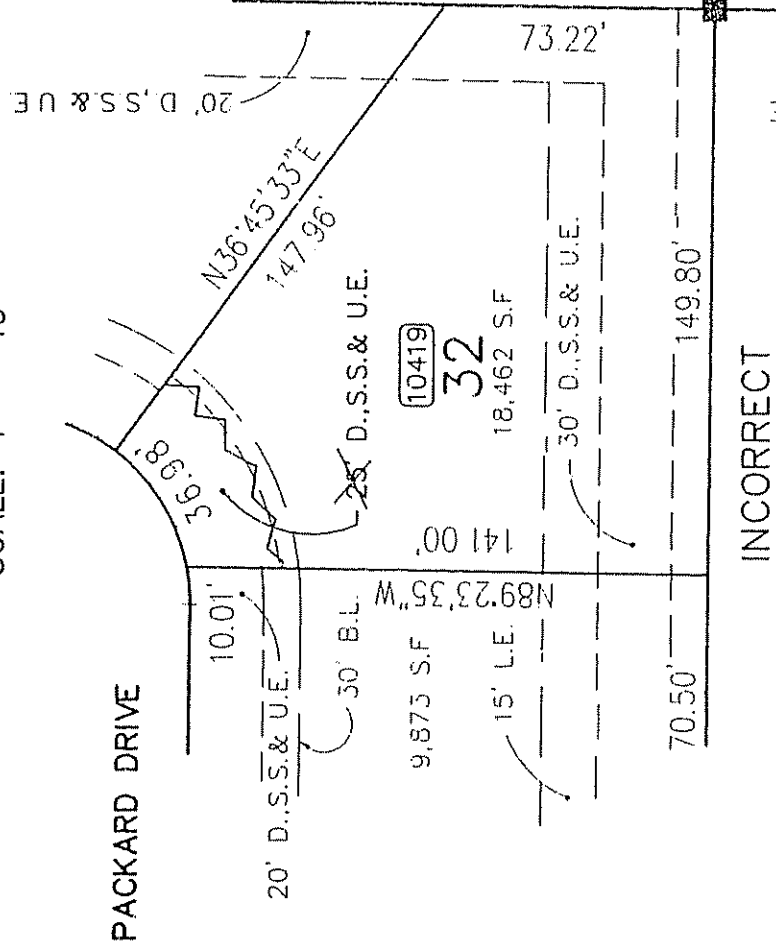 20' D.,S.S.& U.E.
73.22'
N36°45'33"E
147.96'
36.98'
25' D.,S.S.& U.E.
10419
32
18,462 S.F
30' D.,S.S.& U.E.
149.80'
141.00'
N89°23'35"W
PACKARD DRIVE
10.01'
20' D.,S.S.& U.E.
30' B.L.
9,873 S.F
15' L.E.
70.50'
INCORRECT